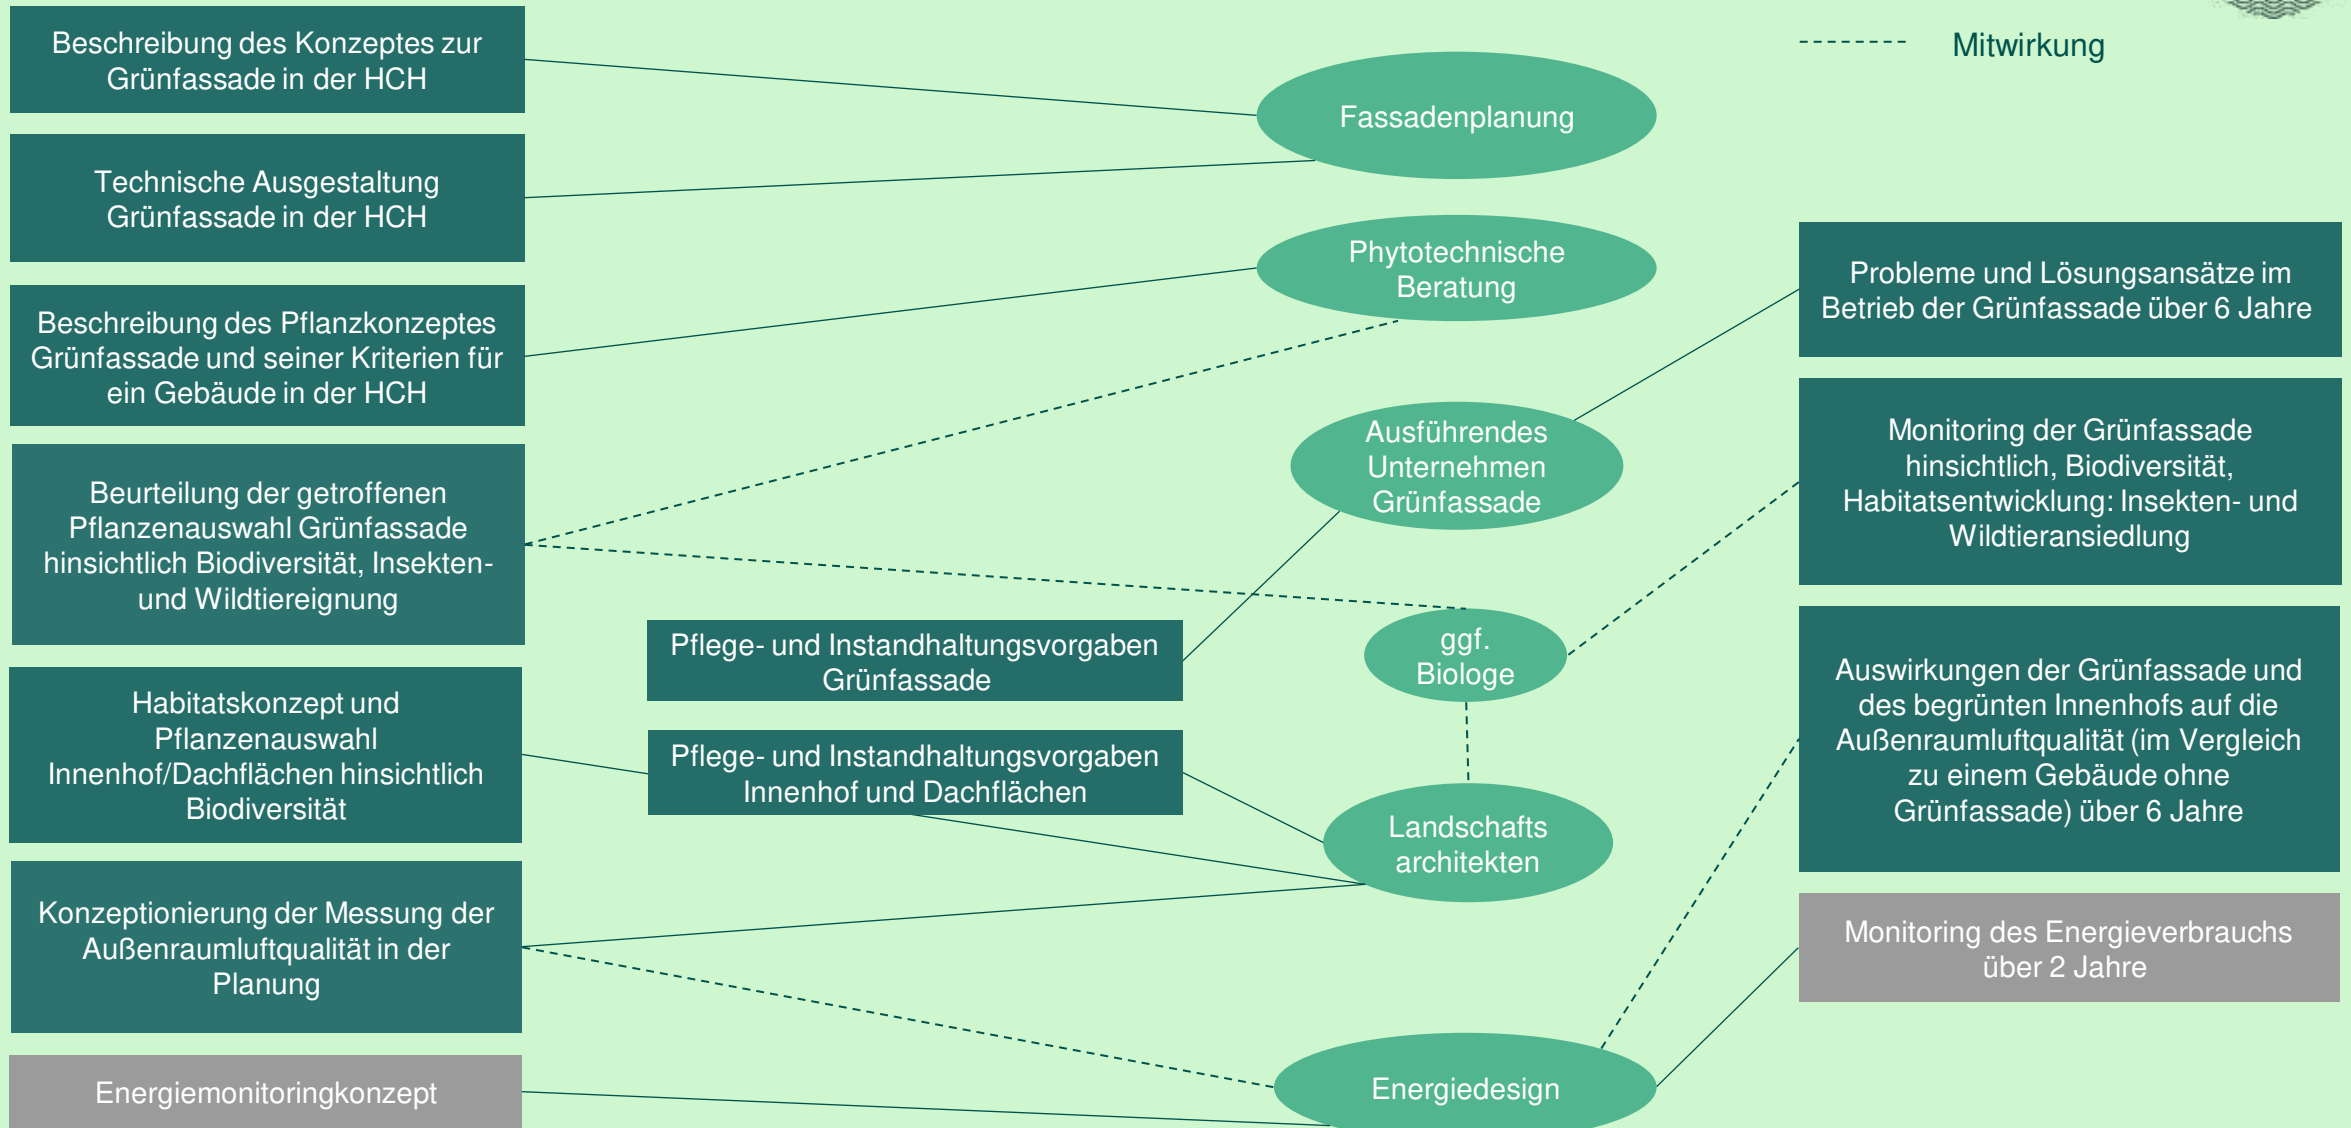 Beschreibung des Konzeptes zur
Grünfassade in der HCH
Technische Ausgestaltung
Grünfassade in der HCH
Beschreibung des Pflanzkonzeptes
Grünfassade und seiner Kriterien für
ein Gebäude in der HCH
Beurteilung der getroffenen
Pflanzenauswahl Grünfassade
hinsichtlich Biodiversität, Insekten-
und Wildtiereignung
Habitatskonzept und
Pflanzenauswahl
Innenhof/Dachflächen hinsichtlich
Biodiversität
Konzeptionierung der Messung der
Außenraumluftqualität in der
Planung
Energiemonitoringkonzept
Pflege- und Instandhaltungsvorgaben
Grünfassade
Pflege- und Instandhaltungsvorgaben
Innenhof und Dachflächen
Fassadenplanung
Phytotechnische
Beratung
Ausführendes
Unternehmen
Grünfassade
ggf.
Biologe
Landschafts
architekten
Energiedesign
Mitwirkung
Probleme und Lösungsansätze im
Betrieb der Grünfassade über 6 Jahre
Monitoring der Grünfassade
hinsichtlich, Biodiversität,
Habitatsentwicklung: Insekten- und
Wildtieransiedlung
Auswirkungen der Grünfassade und
des begrünten Innenhofs auf die
Außenraumluftqualität (im Vergleich
zu einem Gebäude ohne
Grünfassade) über 6 Jahre
Monitoring des Energieverbrauchs
über 2 Jahre